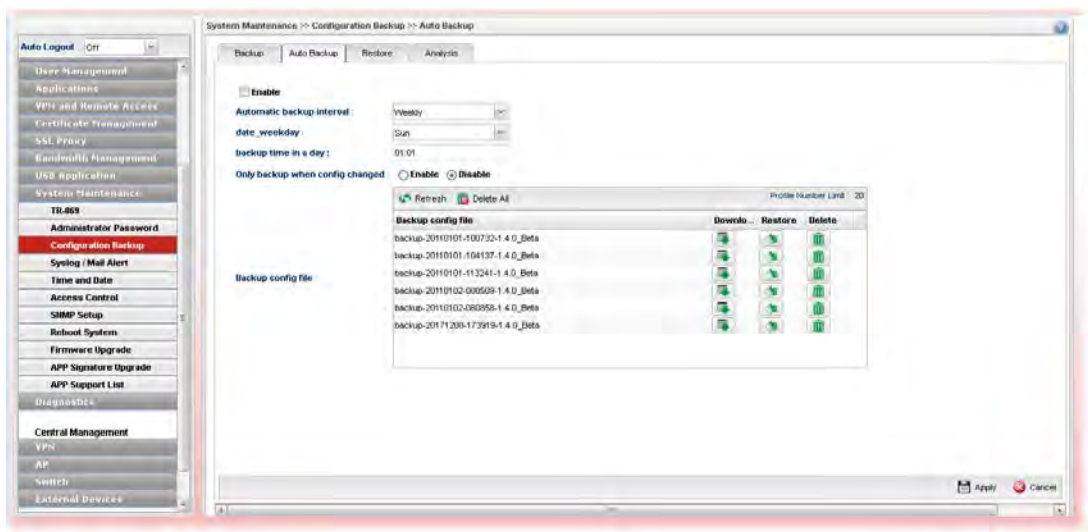 System Maintenance >> Configuration Backup >> Auto Backup
Auto Logout Off
User Management
Applications
VPN and Remote Access
Certificate Management
SSL Proxy
Bandwidth Management
USB Application
System Maintenance
TR-069
Administrator Password
Configuration Backup
Syslog / Mail Alert
Time and Date
Access Control
SNMP Setup
Reboot System
Firmware Upgrade
APP Signature Upgrade
APP Support List
Diagnostics
Central Management
VPN
AP
Switch
External Devices
Backup Auto Backup Restore Analysis
Enable
Automatic backup interval : Weekly
date_weekday : Sun
backup time in a day : 01:01
Only backup when config changed Enable Disable
Refresh Delete All Profile Number Limit : 20
Backup config file Downlo... Restore Delete
backup-20110101-100732-1.4.0_Beta
backup-20110101-104137-1.4.0_Beta
backup-20110101-113241-1.4.0_Beta
backup-20110102-000509-1.4.0_Beta
backup-20110102-080858-1.4.0_Beta
backup-20171208-173919-1.4.0_Beta
Backup config file
Apply Cancel